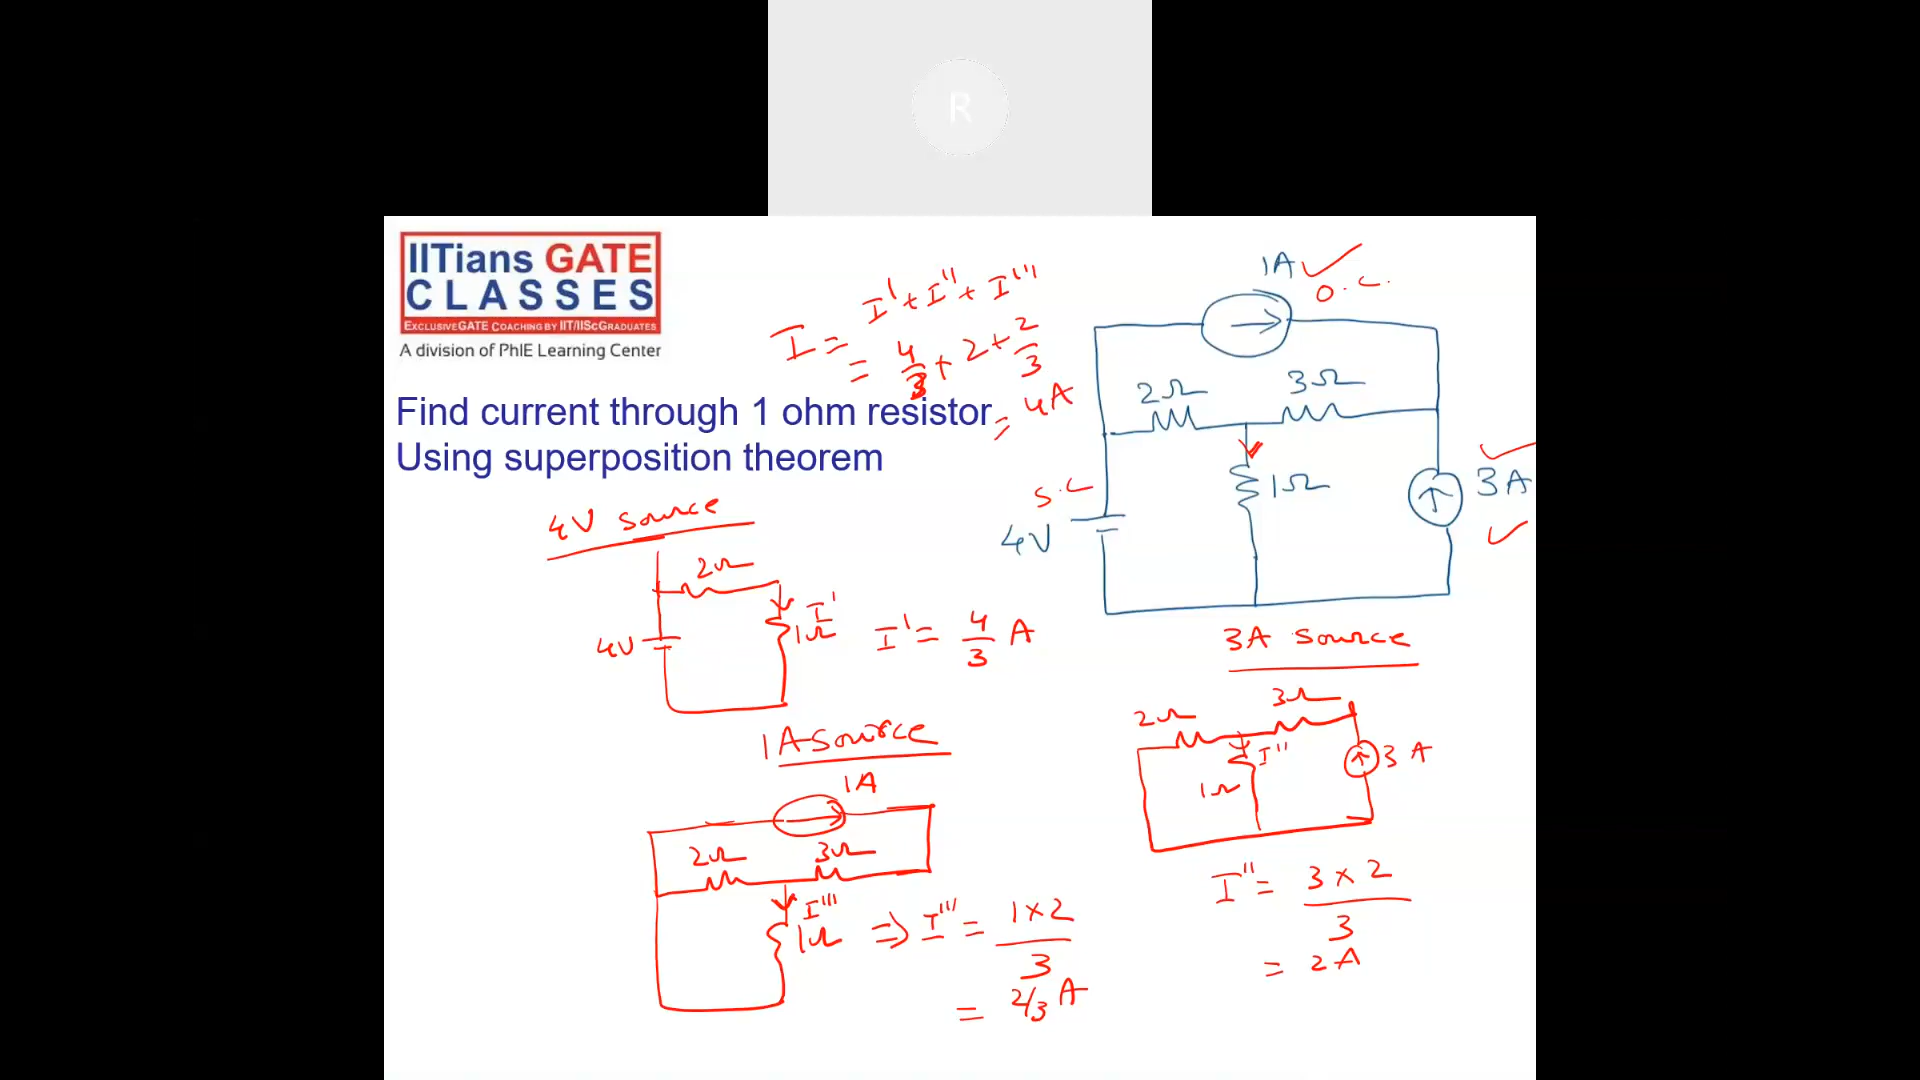 R
IITians GATE
CLASSES
EXCLUSIVE GATE COACHING BY IIT/IISc GRADUATES
A division of PhIE Learning Center
I = I' + I'' + I'''
= 4/3 + 2 + 2/3
= 4A
Find current through 1 ohm resistor
Using superposition theorem
1A
O.C.
2Ω
3Ω
1Ω
S.C
4V
3A
4V source
2Ω
4V
I'
1Ω
I' = 4/3 A
3A source
2Ω
3Ω
I''
1Ω
3A
I'' = 3×2/3
= 2A
1A source
1A
2Ω
3Ω
I'''
1Ω
⇒ I''' = 1×2/3
= 2/3 A